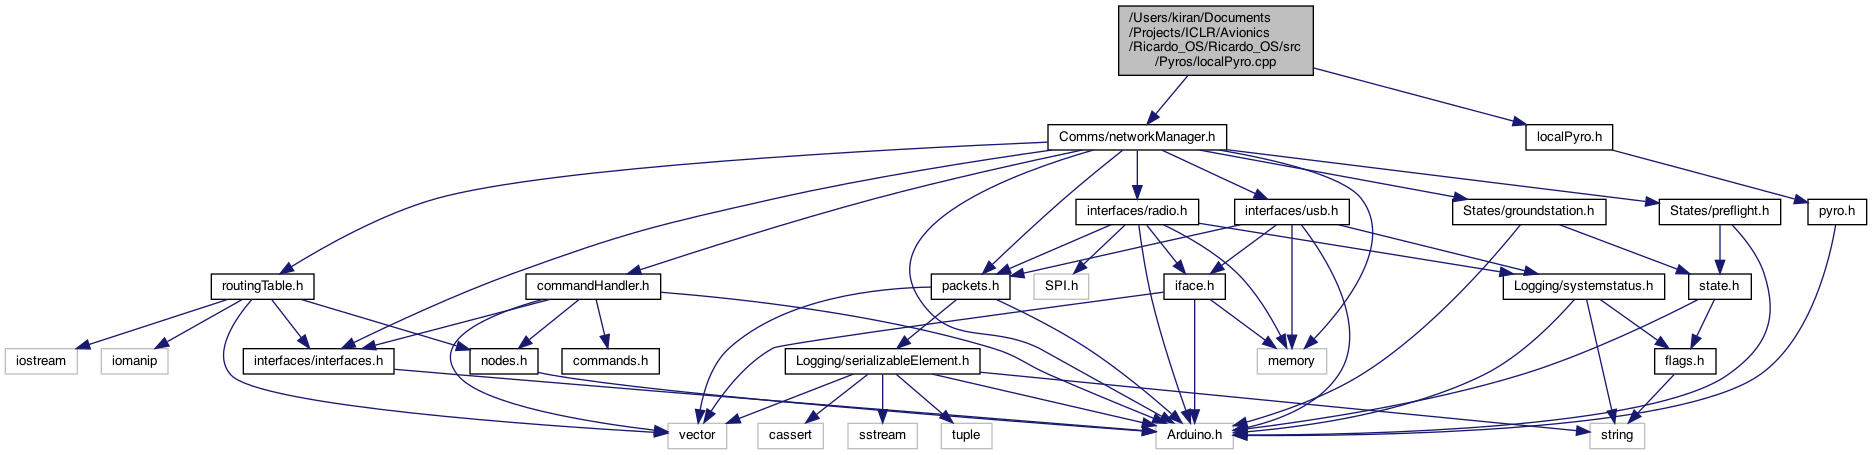 /Users/kiran/Documents
/Projects/ICLR/Avionics
/Ricardo_OS/Ricardo_OS/src
/Pyros/localPyro.cpp
Comms/networkManager.h
localPyro.h
interfaces/radio.h
interfaces/usb.h
States/groundstation.h
States/preflight.h
pyro.h
routingTable.h
commandHandler.h
packets.h
SPI.h
iface.h
Logging/systemstatus.h
state.h
iostream
iomanip
interfaces/interfaces.h
nodes.h
commands.h
Logging/serializableElement.h
memory
flags.h
vector
cassert
sstream
tuple
Arduino.h
string